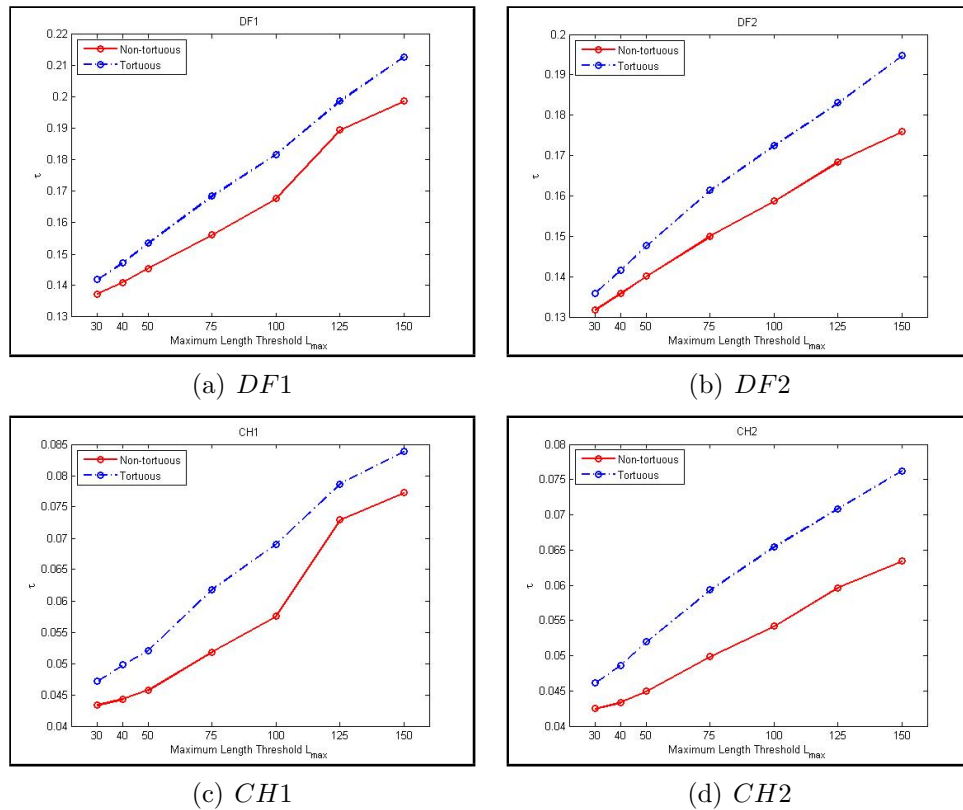 DF1
0.22
0.21
0.2
0.19
0.18
0.17
0.16
0.15
0.14
0.13
τ
Non-tortuous
Tortuous
30 40 50 75 100 125 150
Maximum Length Threshold L_max
(a) DF1
DF2
0.2
0.19
0.18
0.17
0.16
0.15
0.14
0.13
τ
Non-tortuous
Tortuous
30 40 50 75 100 125 150
Maximum Length Threshold L_max
(b) DF2
CH1
0.085
0.08
0.075
0.07
0.065
0.06
0.055
0.05
0.045
0.04
τ
Non-tortuous
Tortuous
30 40 50 75 100 125 150
Maximum Length Threshold L_max
(c) CH1
CH2
0.08
0.075
0.07
0.065
0.06
0.055
0.05
0.045
0.04
τ
Non-tortuous
Tortuous
30 40 50 75 100 125 150
Maximum Length Threshold L_max
(d) CH2